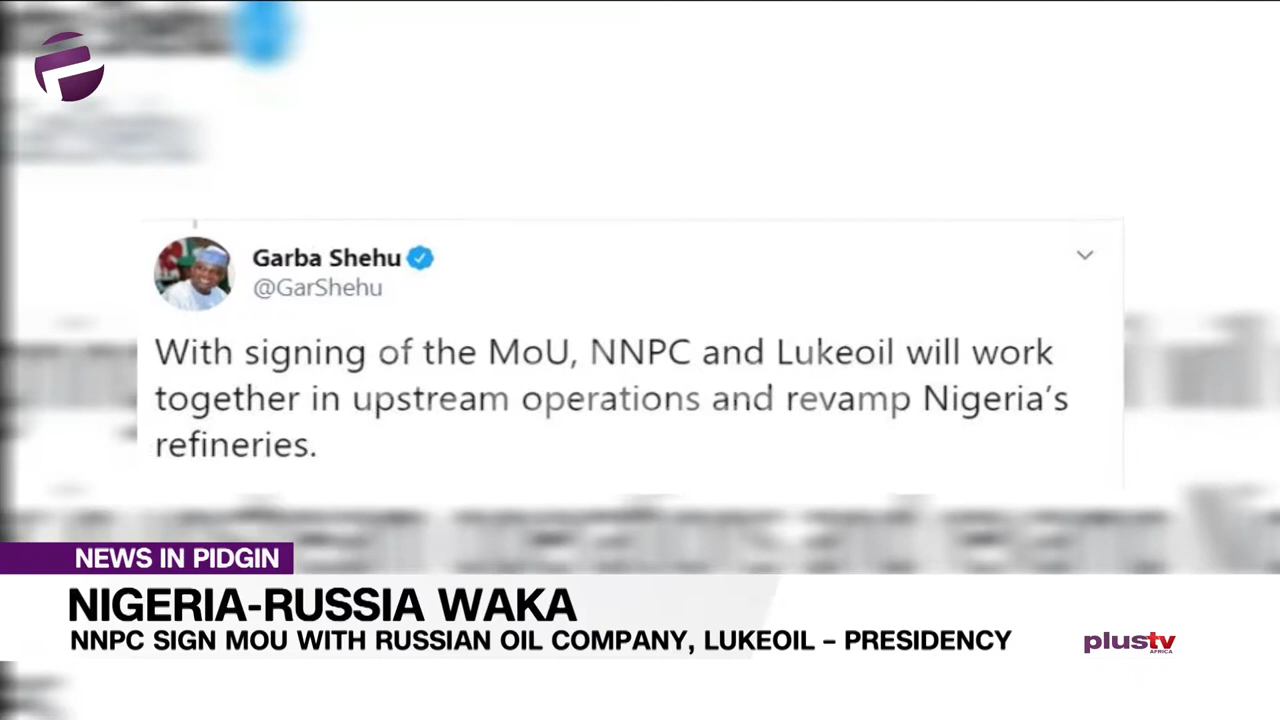 Garba Shehu
@GarShehu
With signing of the MoU, NNPC and Lukeoil will work
together in upstream operations and revamp Nigeria's
refineries.
NEWS IN PIDGIN
NIGERIA-RUSSIA WAKA
NNPC SIGN MOU WITH RUSSIAN OIL COMPANY, LUKEOIL – PRESIDENCY
plustv
AFRICA